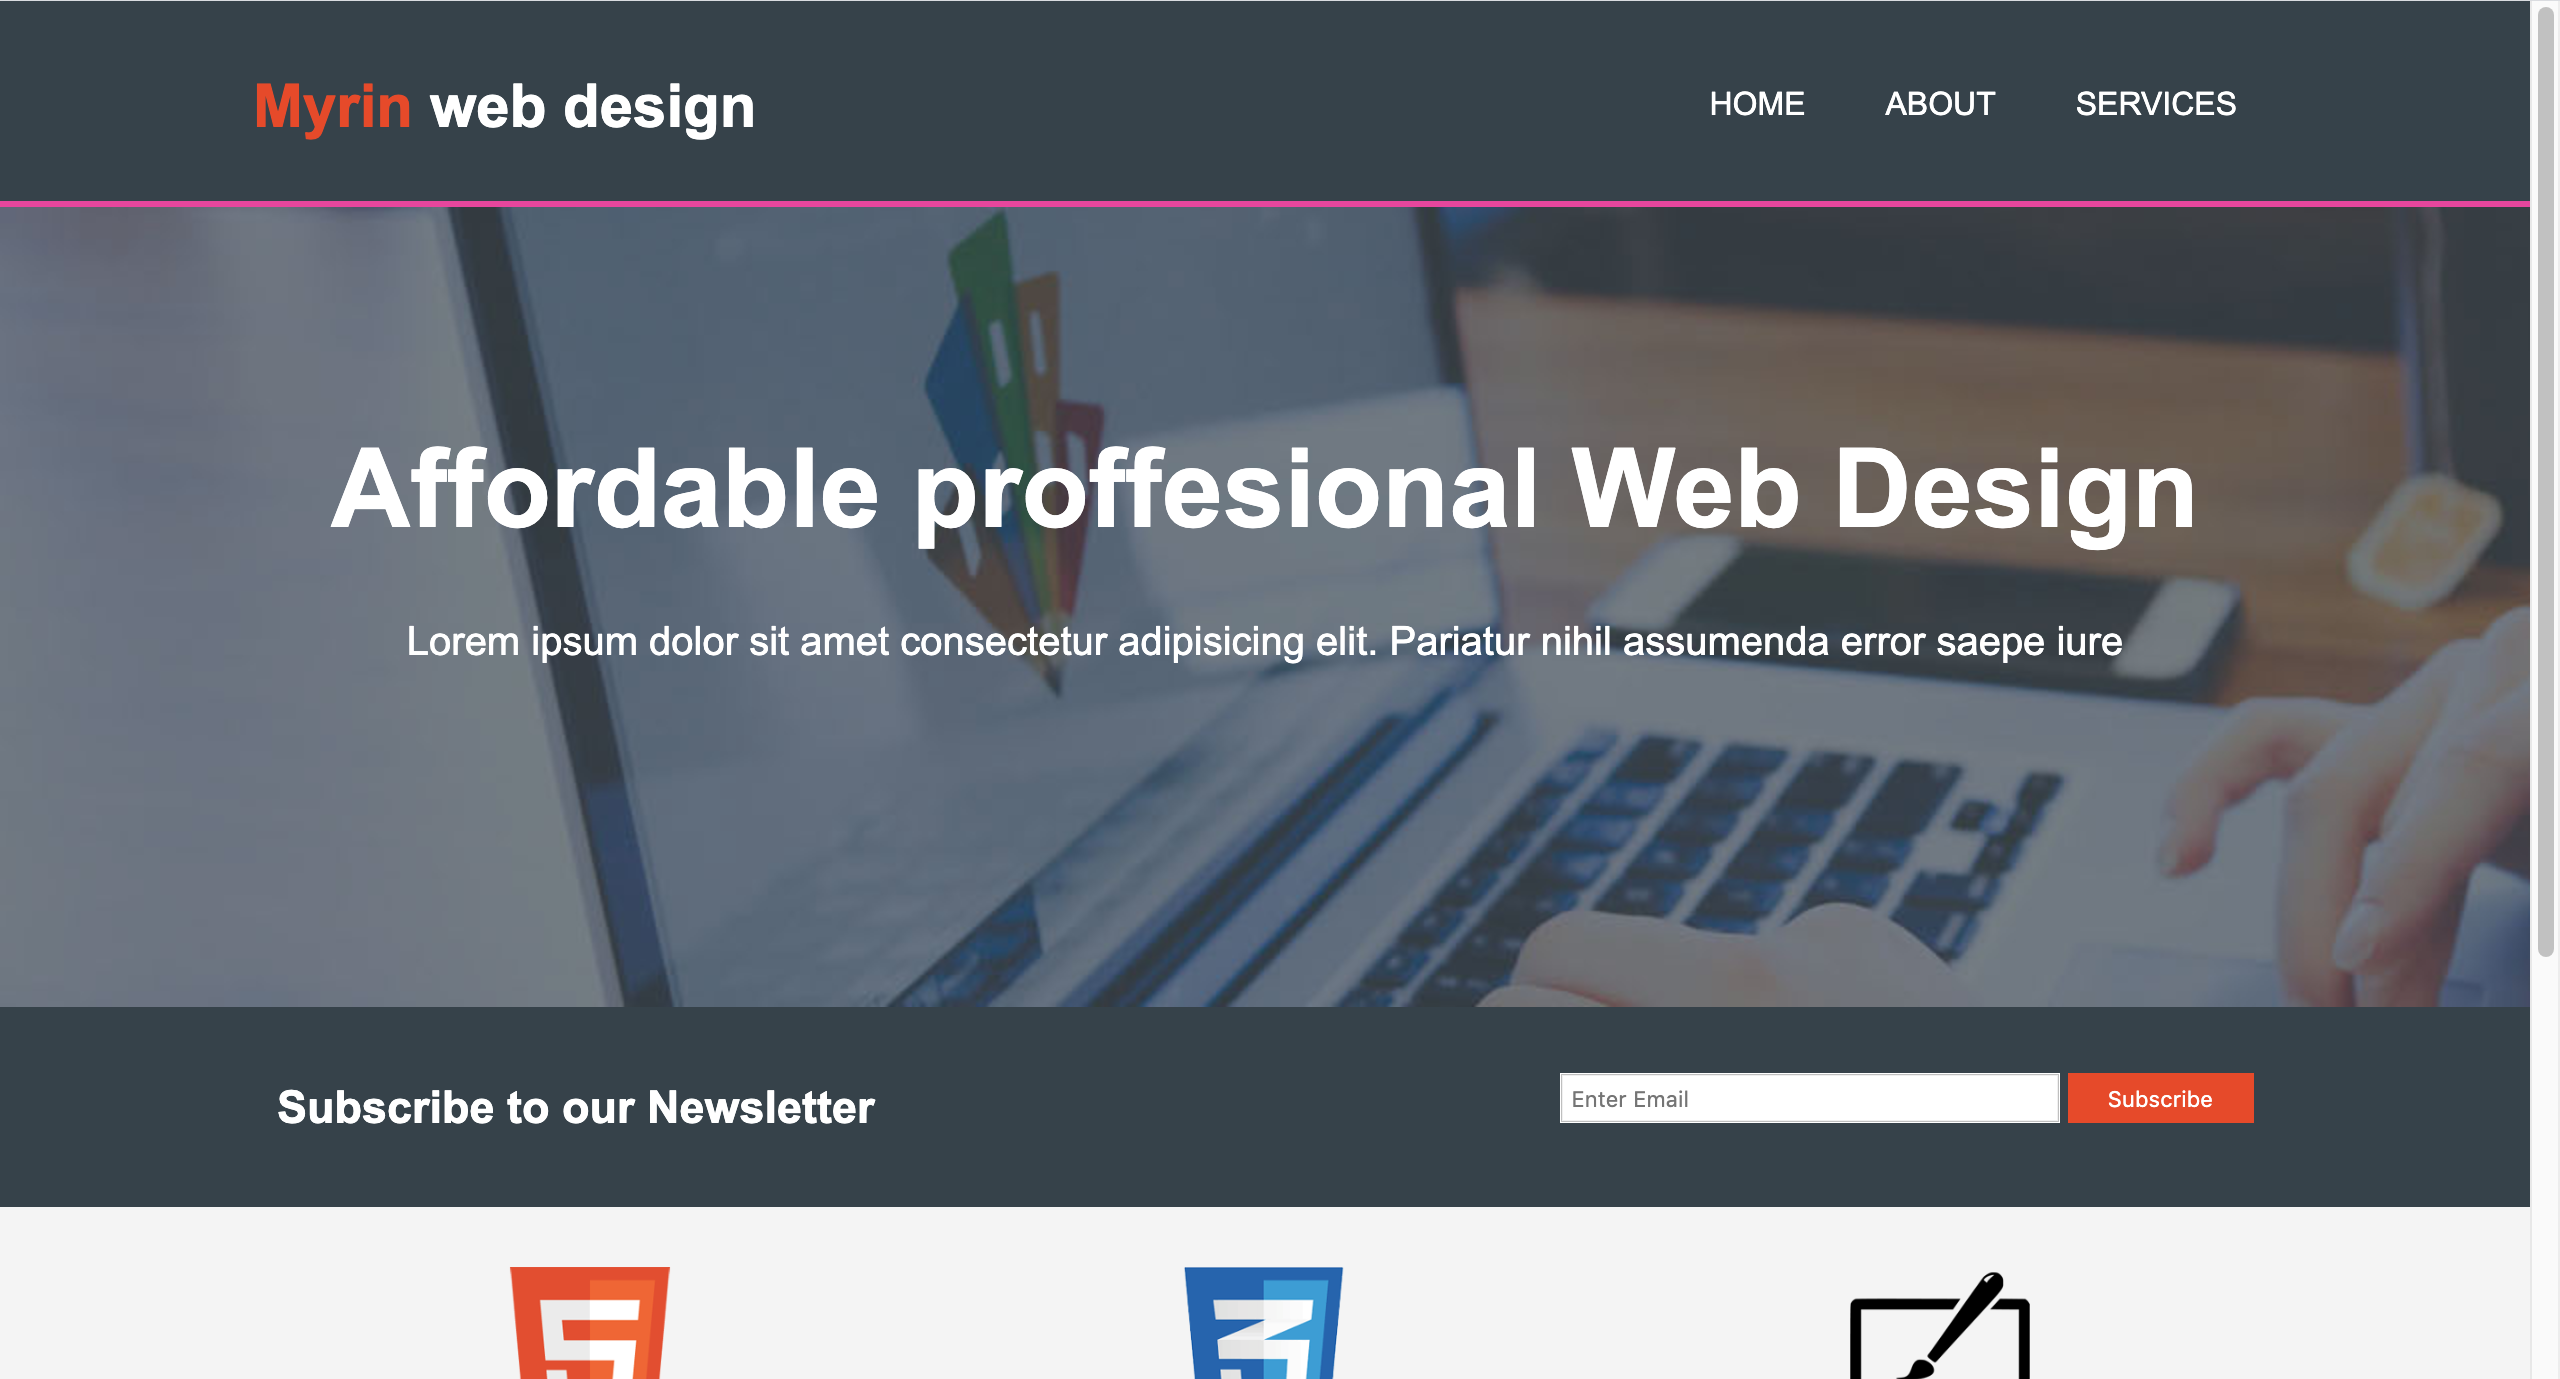 Myrin web design
HOME ABOUT SERVICES
Affordable proffesional Web Design
Lorem ipsum dolor sit amet consectetur adipisicing elit. Pariatur nihil assumenda error saepe iure
Subscribe to our Newsletter
Enter Email
Subscribe